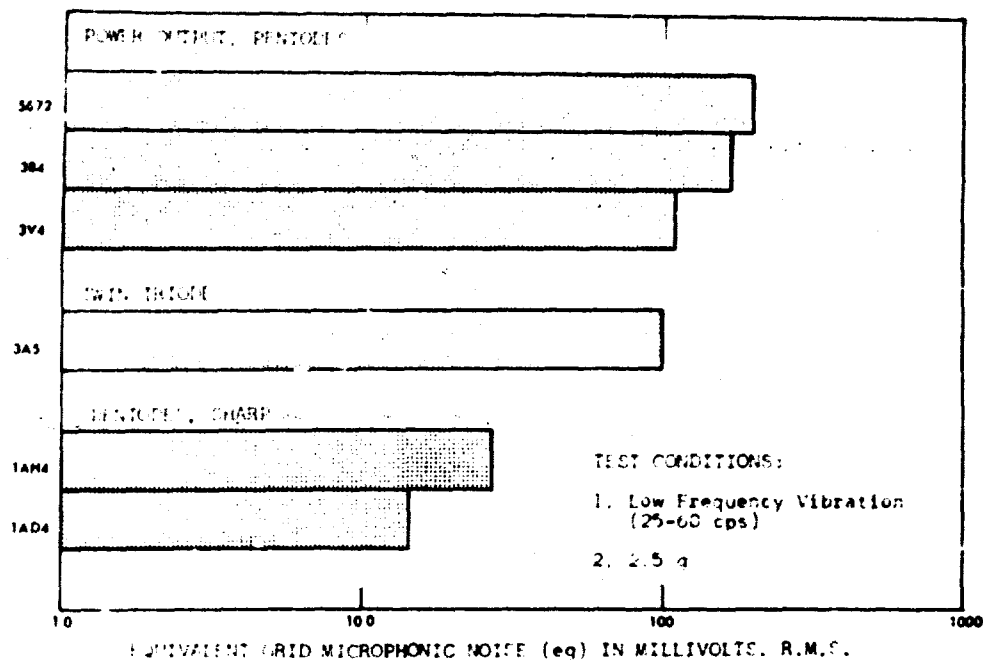 POWER OUTPUT, PENTODES
5672
3B4
3V4
TWIN TRIODE
3A5
PENTODES, SHARP
1AH4
1AD4
TEST CONDITIONS:
1. Low Frequency Vibration
(25-60 cps)
2. 2.5 g
1.0 10.0 100 1000
EQUIVALENT GRID MICROPHONIC NOISE (eg) IN MILLIVOLTS. R.M.S.